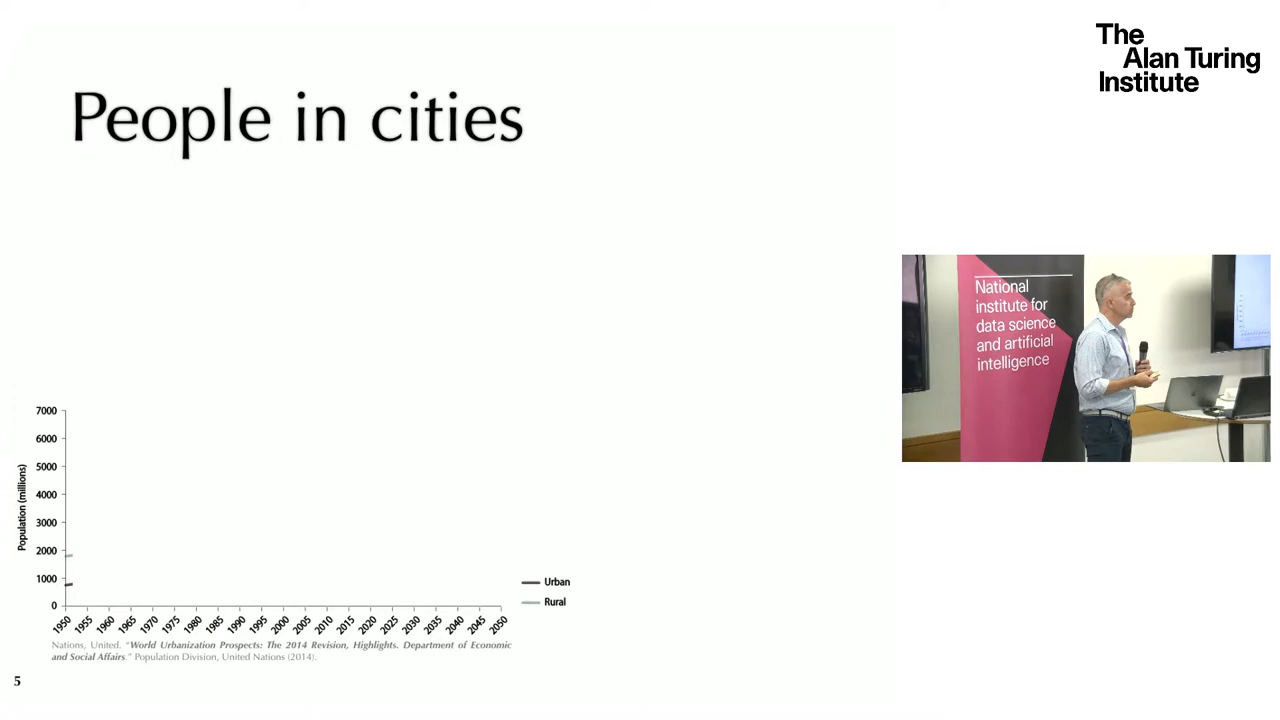 The
Alan Turing
Institute
People in cities
National
institute for
data science
and artificial
intelligence
7000
6000
5000
4000
3000
2000
1000
0
Population (millions)
1950 1955 1960 1965 1970 1975 1980 1985 1990 1995 2000 2005 2010 2015 2020 2025 2030 2035 2040 2045 2050
Urban
Rural
Nations, United. “World Urbanization Prospects: The 2014 Revision, Highlights. Department of Economic
and Social Affairs.” Population Division, United Nations (2014).
5